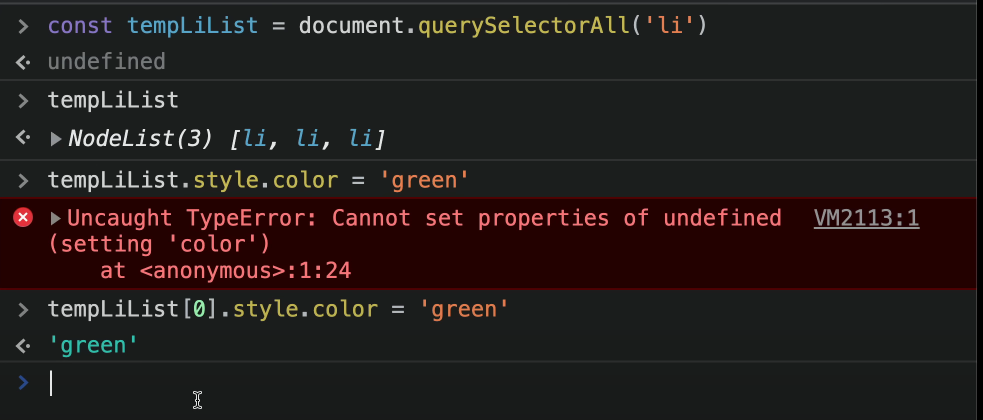 > const tempLiList = document.querySelectorAll('li')
<· undefined
> tempLiList
<· ▶ NodeList(3) [li, li, li]
> tempLiList.style.color = 'green'
▶ Uncaught TypeError: Cannot set properties of undefined VM2113:1
(setting 'color')
    at <anonymous>:1:24
> tempLiList[0].style.color = 'green'
<· 'green'
>